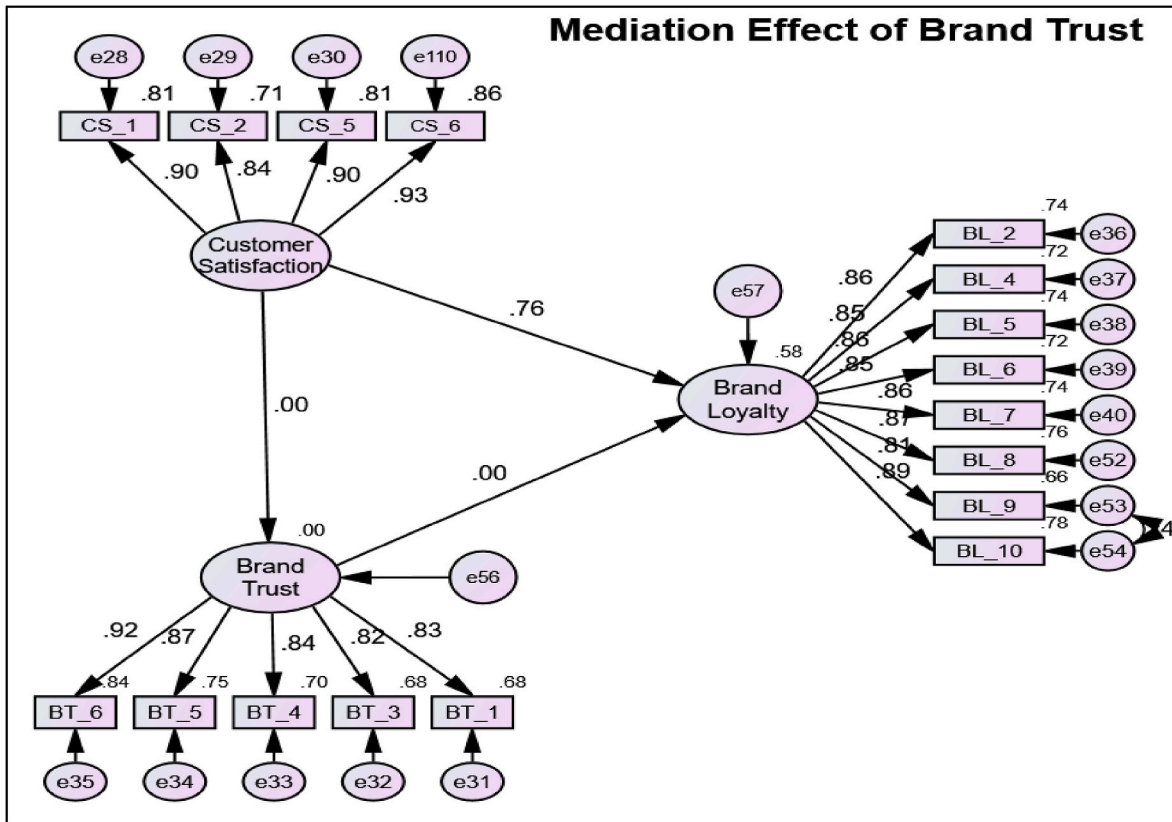 Mediation Effect of Brand Trust
e28
e29
e30
e110
.81
.71
.81
.86
CS_1
CS_2
CS_5
CS_6
.90
.84
.90
.93
Customer
Satisfaction
.76
.00
e57
.58
Brand
Loyalty
.00
.00
Brand
Trust
e56
.86
.85
.86
.85
.86
.87
.81
.89
.74
BL_2
e36
.72
BL_4
e37
.74
BL_5
e38
.72
BL_6
e39
.74
BL_7
e40
.76
BL_8
e52
.66
BL_9
e53
.78
BL_10
e54
.92
.87
.84
.82
.83
.84
.75
.70
.68
.68
BT_6
BT_5
BT_4
BT_3
BT_1
e35
e34
e33
e32
e31